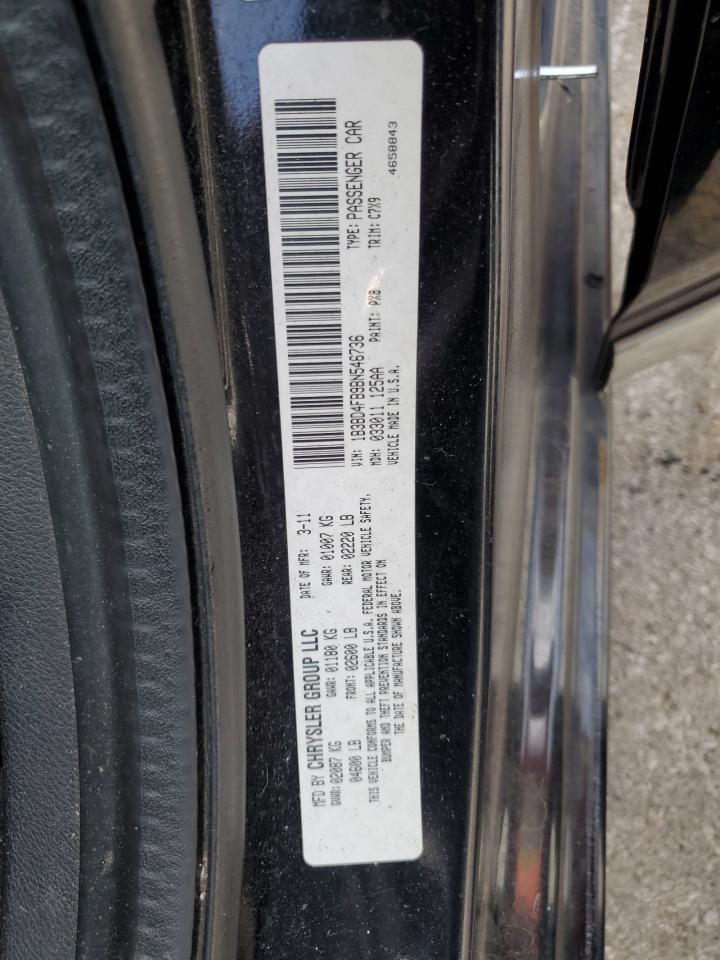 MFD BY CHRYSLER GROUP LLC
DATE OF MFR: 3-11
GVWR: 02087 KG
GAWR: 01180 KG
GAWR: 01007 KG
04600 LB
FRONT: 02600 LB
REAR: 02220 LB
THIS VEHICLE CONFORMS TO ALL APPLICABLE U.S.A. FEDERAL MOTOR VEHICLE SAFETY,
BUMPER AND THEFT PREVENTION STANDARDS IN EFFECT ON
THE DATE OF MANUFACTURE SHOWN ABOVE.
VIN: 1B3BD4FB9BN546736
TYPE: PASSENGER CAR
MDH: 033011 125AA
PAINT: PX8
TRIM: C7X9
VEHICLE MADE IN U.S.A.
4658843